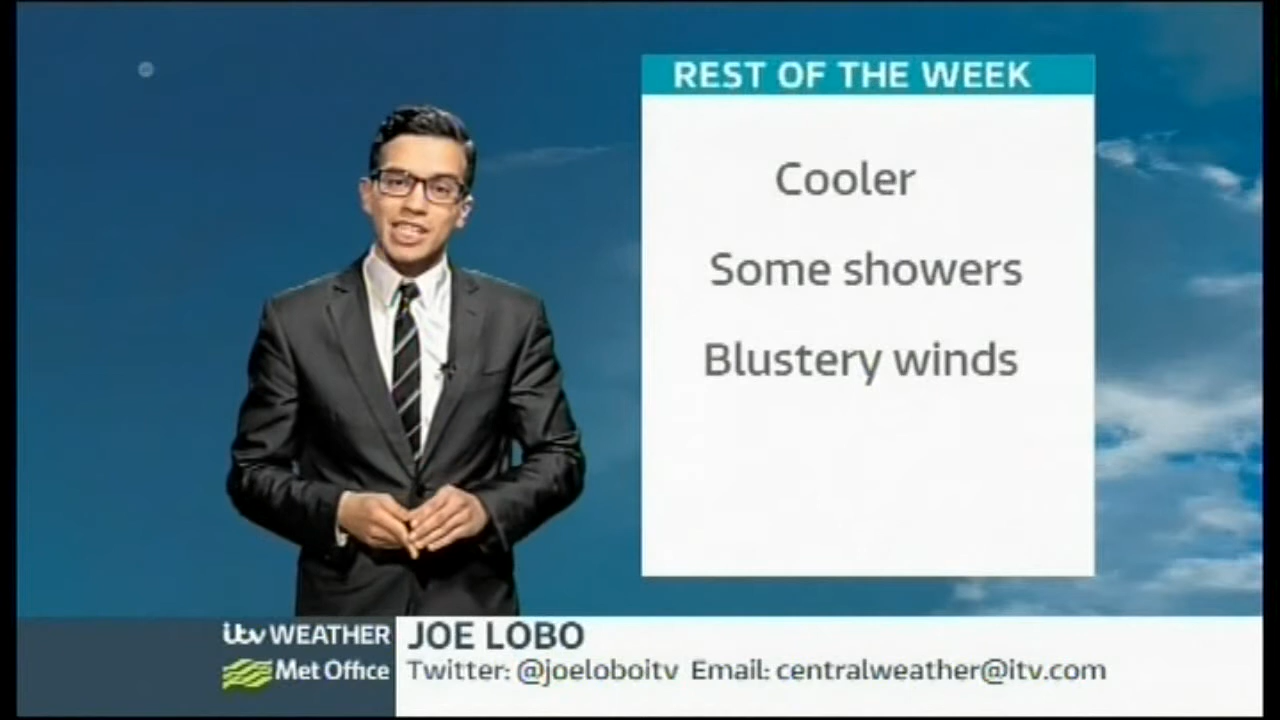 REST OF THE WEEK
Cooler
Some showers
Blustery winds
itv WEATHER
Met Office
JOE LOBO
Twitter: @joeloboitv Email: centralweather@itv.com